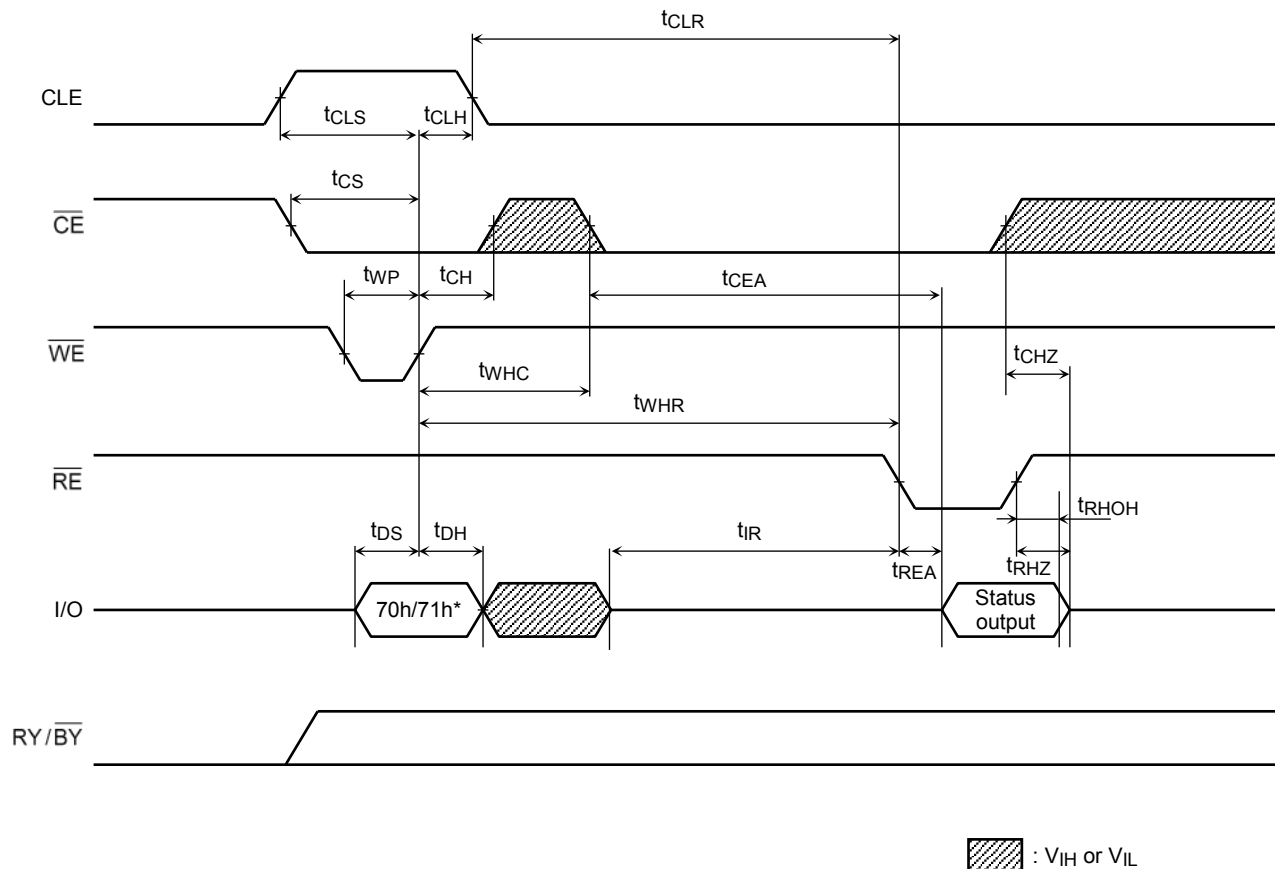 tCLR
CLE
tCLS
tCLH
tCS
CE
tWP
tCH
tCEA
WE
tCHZ
tWHC
tWHR
RE
tRHOH
tDS
tDH
tIR
tREA
tRHZ
I/O
70h/71h*
Status
output
RY/BY
: VIH or VIL